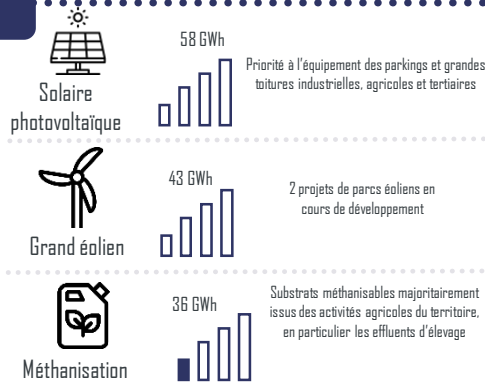 58 GWh
Priorité à l'équipement des parkings et grandes
toitures industrielles, agricoles et tertiaires
Solaire
photovoltaïque
43 GWh
2 projets de parcs éoliens en
cours de développement
Grand éolien
36 GWh
Substrats méthanisables majoritairement
issus des activités agricoles du territoire,
en particulier les effluents d'élevage
Méthanisation